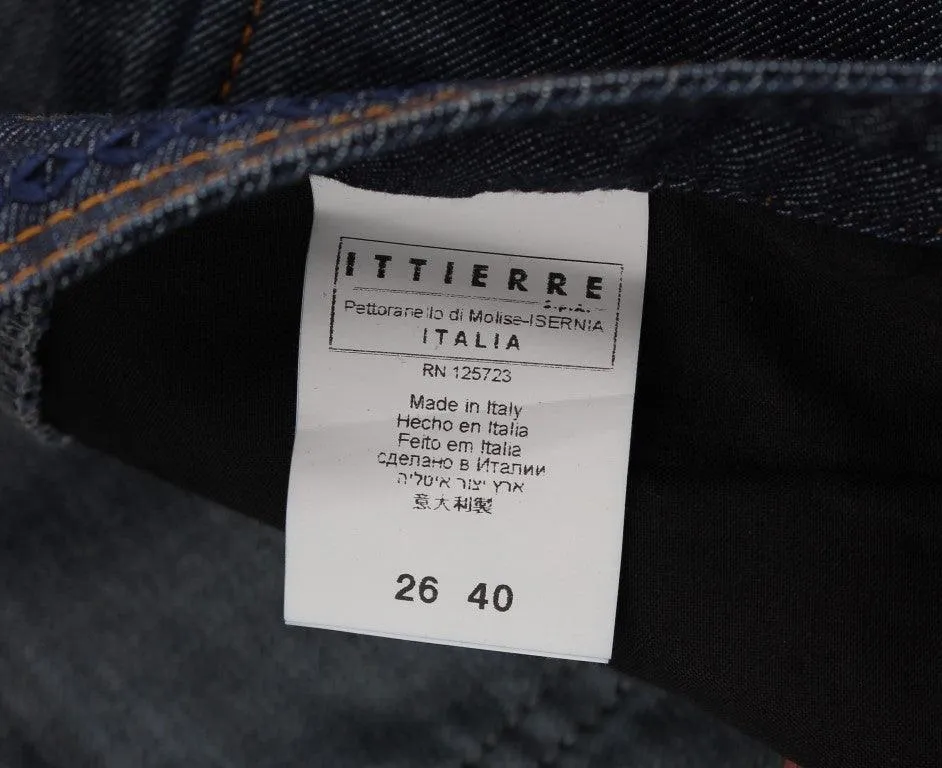 ITTIERRE
S.p.A.
Pettoranello di Molise-ISERNIA
ITALIA
RN 125723
Made in Italy
Hecho en Italia
Feito em Italia
сделано в Италии
ארץ יצור איטליה
意大利製
26 40